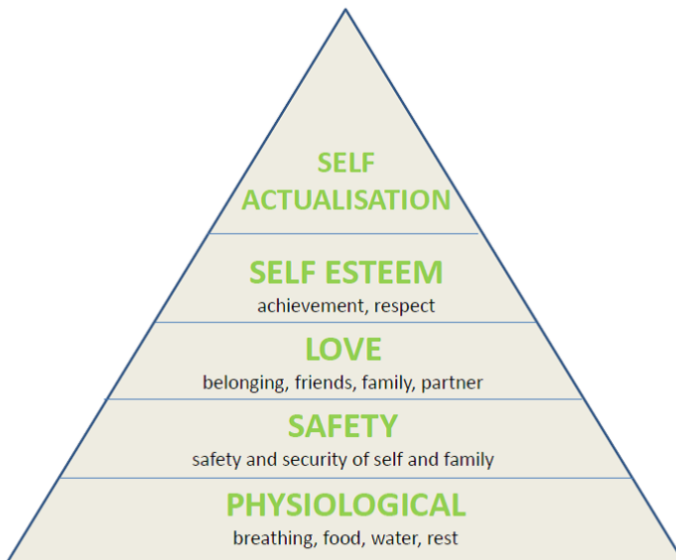 SELF
ACTUALISATION
SELF ESTEEM
achievement, respect
LOVE
belonging, friends, family, partner
SAFETY
safety and security of self and family
PHYSIOLOGICAL
breathing, food, water, rest